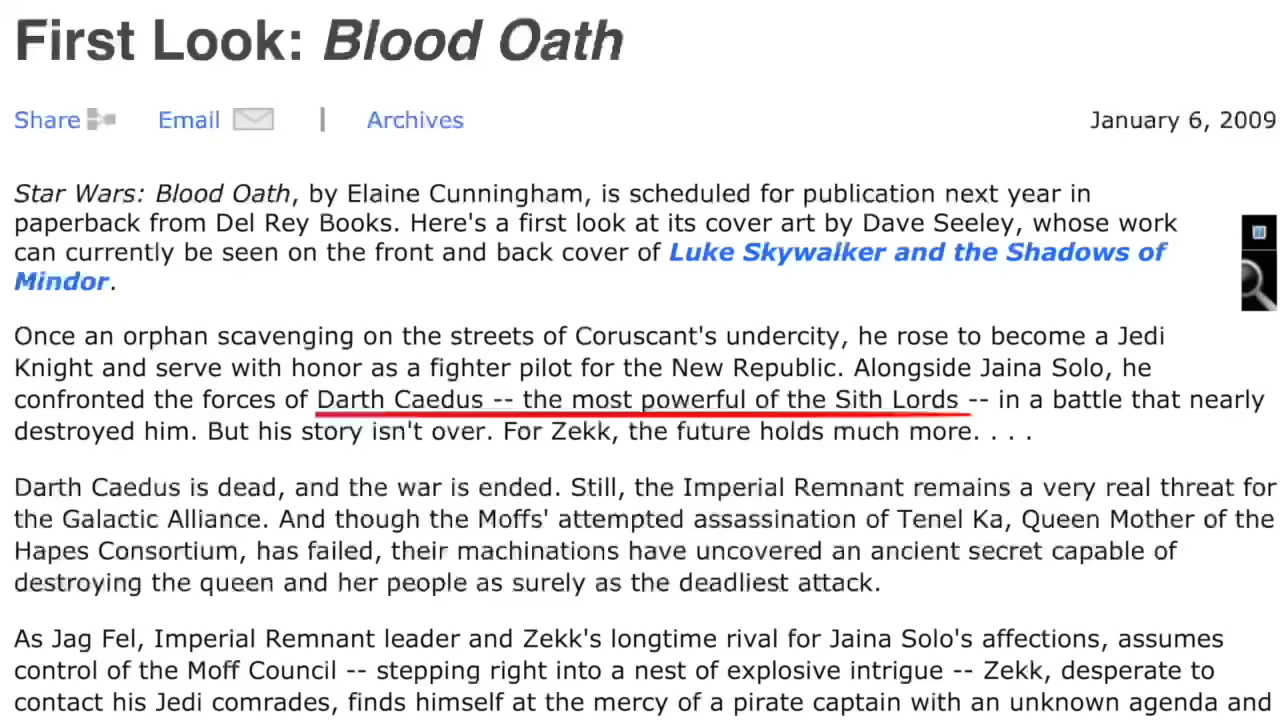 First Look: Blood Oath
Share Email | Archives January 6, 2009
Star Wars: Blood Oath, by Elaine Cunningham, is scheduled for publication next year in
paperback from Del Rey Books. Here's a first look at its cover art by Dave Seeley, whose work
can currently be seen on the front and back cover of Luke Skywalker and the Shadows of
Mindor.
Once an orphan scavenging on the streets of Coruscant's undercity, he rose to become a Jedi
Knight and serve with honor as a fighter pilot for the New Republic. Alongside Jaina Solo, he
confronted the forces of Darth Caedus -- the most powerful of the Sith Lords -- in a battle that nearly
destroyed him. But his story isn't over. For Zekk, the future holds much more. . . .
Darth Caedus is dead, and the war is ended. Still, the Imperial Remnant remains a very real threat for
the Galactic Alliance. And though the Moffs' attempted assassination of Tenel Ka, Queen Mother of the
Hapes Consortium, has failed, their machinations have uncovered an ancient secret capable of
destroying the queen and her people as surely as the deadliest attack.
As Jag Fel, Imperial Remnant leader and Zekk's longtime rival for Jaina Solo's affections, assumes
control of the Moff Council -- stepping right into a nest of explosive intrigue -- Zekk, desperate to
contact his Jedi comrades, finds himself at the mercy of a pirate captain with an unknown agenda and